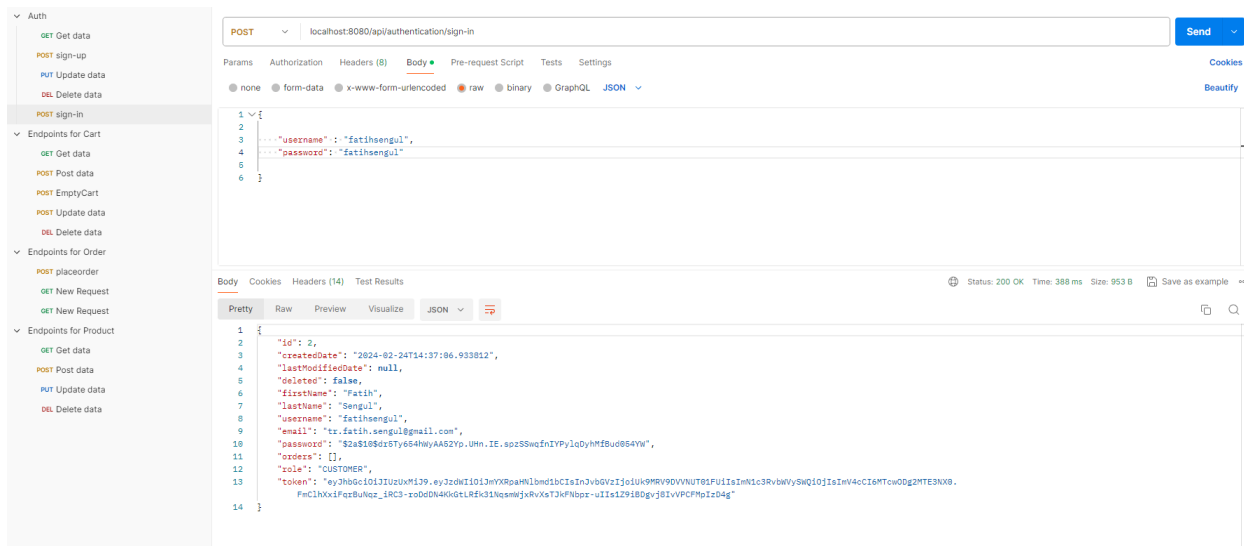 Auth
GET Get data
POST sign-up
PUT Update data
DEL Delete data
POST sign-in
Endpoints for Cart
GET Get data
POST Post data
POST EmptyCart
POST Update data
DEL Delete data
Endpoints for Order
POST placeorder
GET New Request
GET New Request
Endpoints for Product
GET Get data
POST Post data
PUT Update data
DEL Delete data
POST localhost:8080/api/authentication/sign-in Send
Params Authorization Headers (8) Body Pre-request Script Tests Settings Cookies
none form-data x-www-form-urlencoded raw binary GraphQL JSON Beautify
1 {
2
3 "username" : "fatihsengul",
4 "password": "fatihsengul"
5
6 }
Body Cookies Headers (14) Test Results Status: 200 OK Time: 388 ms Size: 953 B Save as example
Pretty Raw Preview Visualize JSON
1 {
2 "id": 2,
3 "createdDate": "2024-02-24T14:37:06.933812",
4 "lastModifiedDate": null,
5 "deleted": false,
6 "firstName": "Fatih",
7 "lastName": "Sengul",
8 "username": "fatihsengul",
9 "email": "tr.fatih.sengul@gmail.com",
10 "password":
11 "orders": [],
12 "role": "CUSTOMER",
13 "token":
14 }